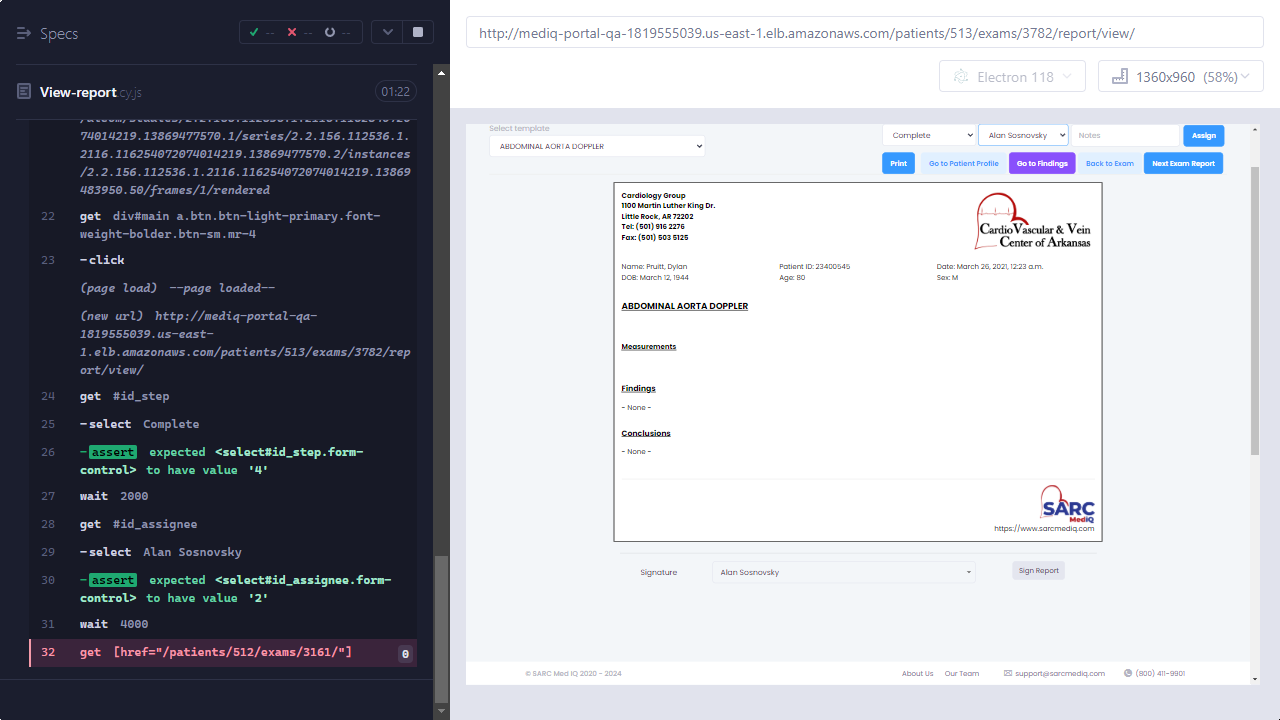 Specs
-- -- --
View-report.cy.js 01:22
74014219.13869477570.1/series/2.2.156.112536.1.
2116.116254072074014219.13869477570.2/instances
/2.2.156.112536.1.2116.116254072074014219.13869
483950.50/frames/1/rendered
22 get div#main a.btn.btn-light-primary.font-
weight-bolder.btn-sm.mr-4
23 -click
(page load) --page loaded--
(new url) http://mediq-portal-qa-
1819555039.us-east-
1.elb.amazonaws.com/patients/513/exams/3782/rep
ort/view/
24 get #id_step
25 -select Complete
26 -assert expected <select#id_step.form-
control> to have value '4'
27 wait 2000
28 get #id_assignee
29 -select Alan Sosnovsky
30 -assert expected <select#id_assignee.form-
control> to have value '2'
31 wait 4000
32 get [href="/patients/512/exams/3161/"] 0
http://mediq-portal-qa-1819555039.us-east-1.elb.amazonaws.com/patients/513/exams/3782/report/view/
Electron 118
1360x960 (58%)
Select template
ABDOMINAL AORTA DOPPLER
Complete Alan Sosnovsky Notes Assign
Print Go to Patient Profile Go to Findings Back to Exam Next Exam Report
Cardiology Group
1100 Martin Luther King Dr.
Little Rock, AR 72202
Tel: (501) 916 2276
Fax: (501) 503 5125
CardioVascular & Vein
Center of Arkansas
Name: Pruitt, Dylan Patient ID: 23400545 Date: March 26, 2021, 12:23 a.m.
DOB: March 12, 1944 Age: 80 Sex: M
ABDOMINAL AORTA DOPPLER
Measurements
Findings
- None -
Conclusions
- None -
SARC
MediQ
https://www.sarcmediq.com
Signature Alan Sosnovsky Sign Report
© SARC Med IQ 2020 - 2024 About Us Our Team support@sarcmediq.com (800) 411-9901